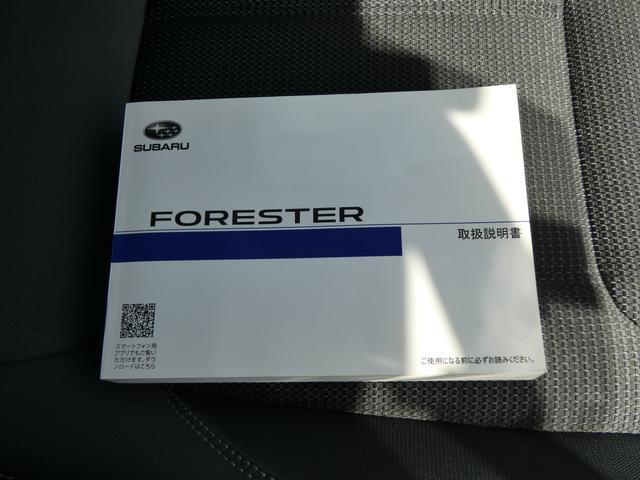 SUBARU
FORESTER
取扱説明書
スマートフォン用
アプリでもご覧い
ただけます。ダウ
ンロードはこちら
ご使用になる前に必ずお読みください。